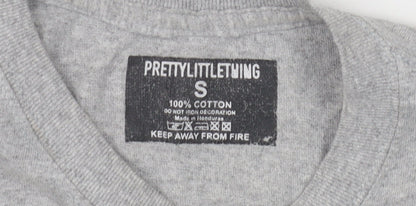 PRETTYLITTLETHING
S
100% COTTON
DO NOT IRON DECORATION
Made in Honduras
KEEP AWAY FROM FIRE